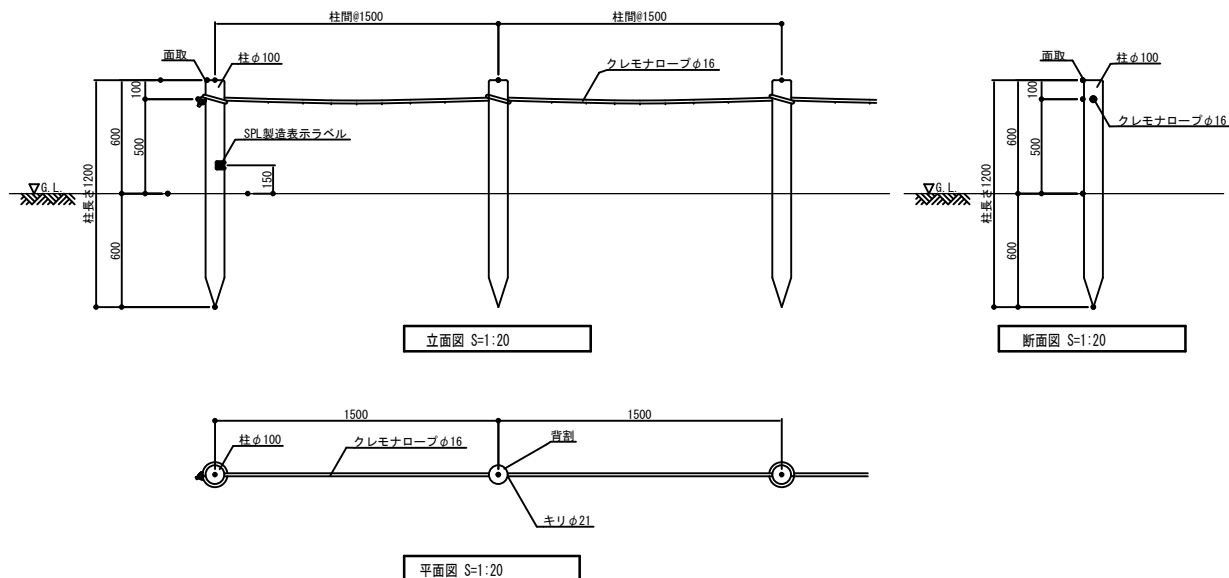 柱間@1500
柱間@1500
面取
柱φ100
クレモナロープφ16
面取
柱φ100
100
600
500
SPL製造表示ラベル
150
G.L.
柱長さ1200
600
100
クレモナロープφ16
600
500
G.L.
柱長さ1200
600
立面図 S=1:20
断面図 S=1:20
1500
1500
柱φ100
クレモナロープφ16
背割
キリφ21
平面図 S=1:20